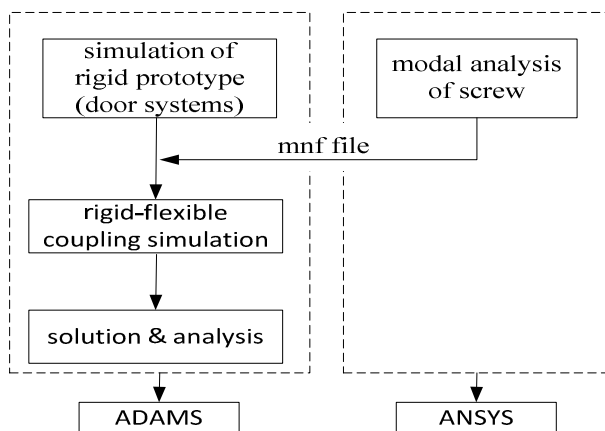 simulation of
rigid prototype
(door systems)
modal analysis
of screw
mnf file
rigid-flexible
coupling simulation
solution & analysis
ADAMS
ANSYS